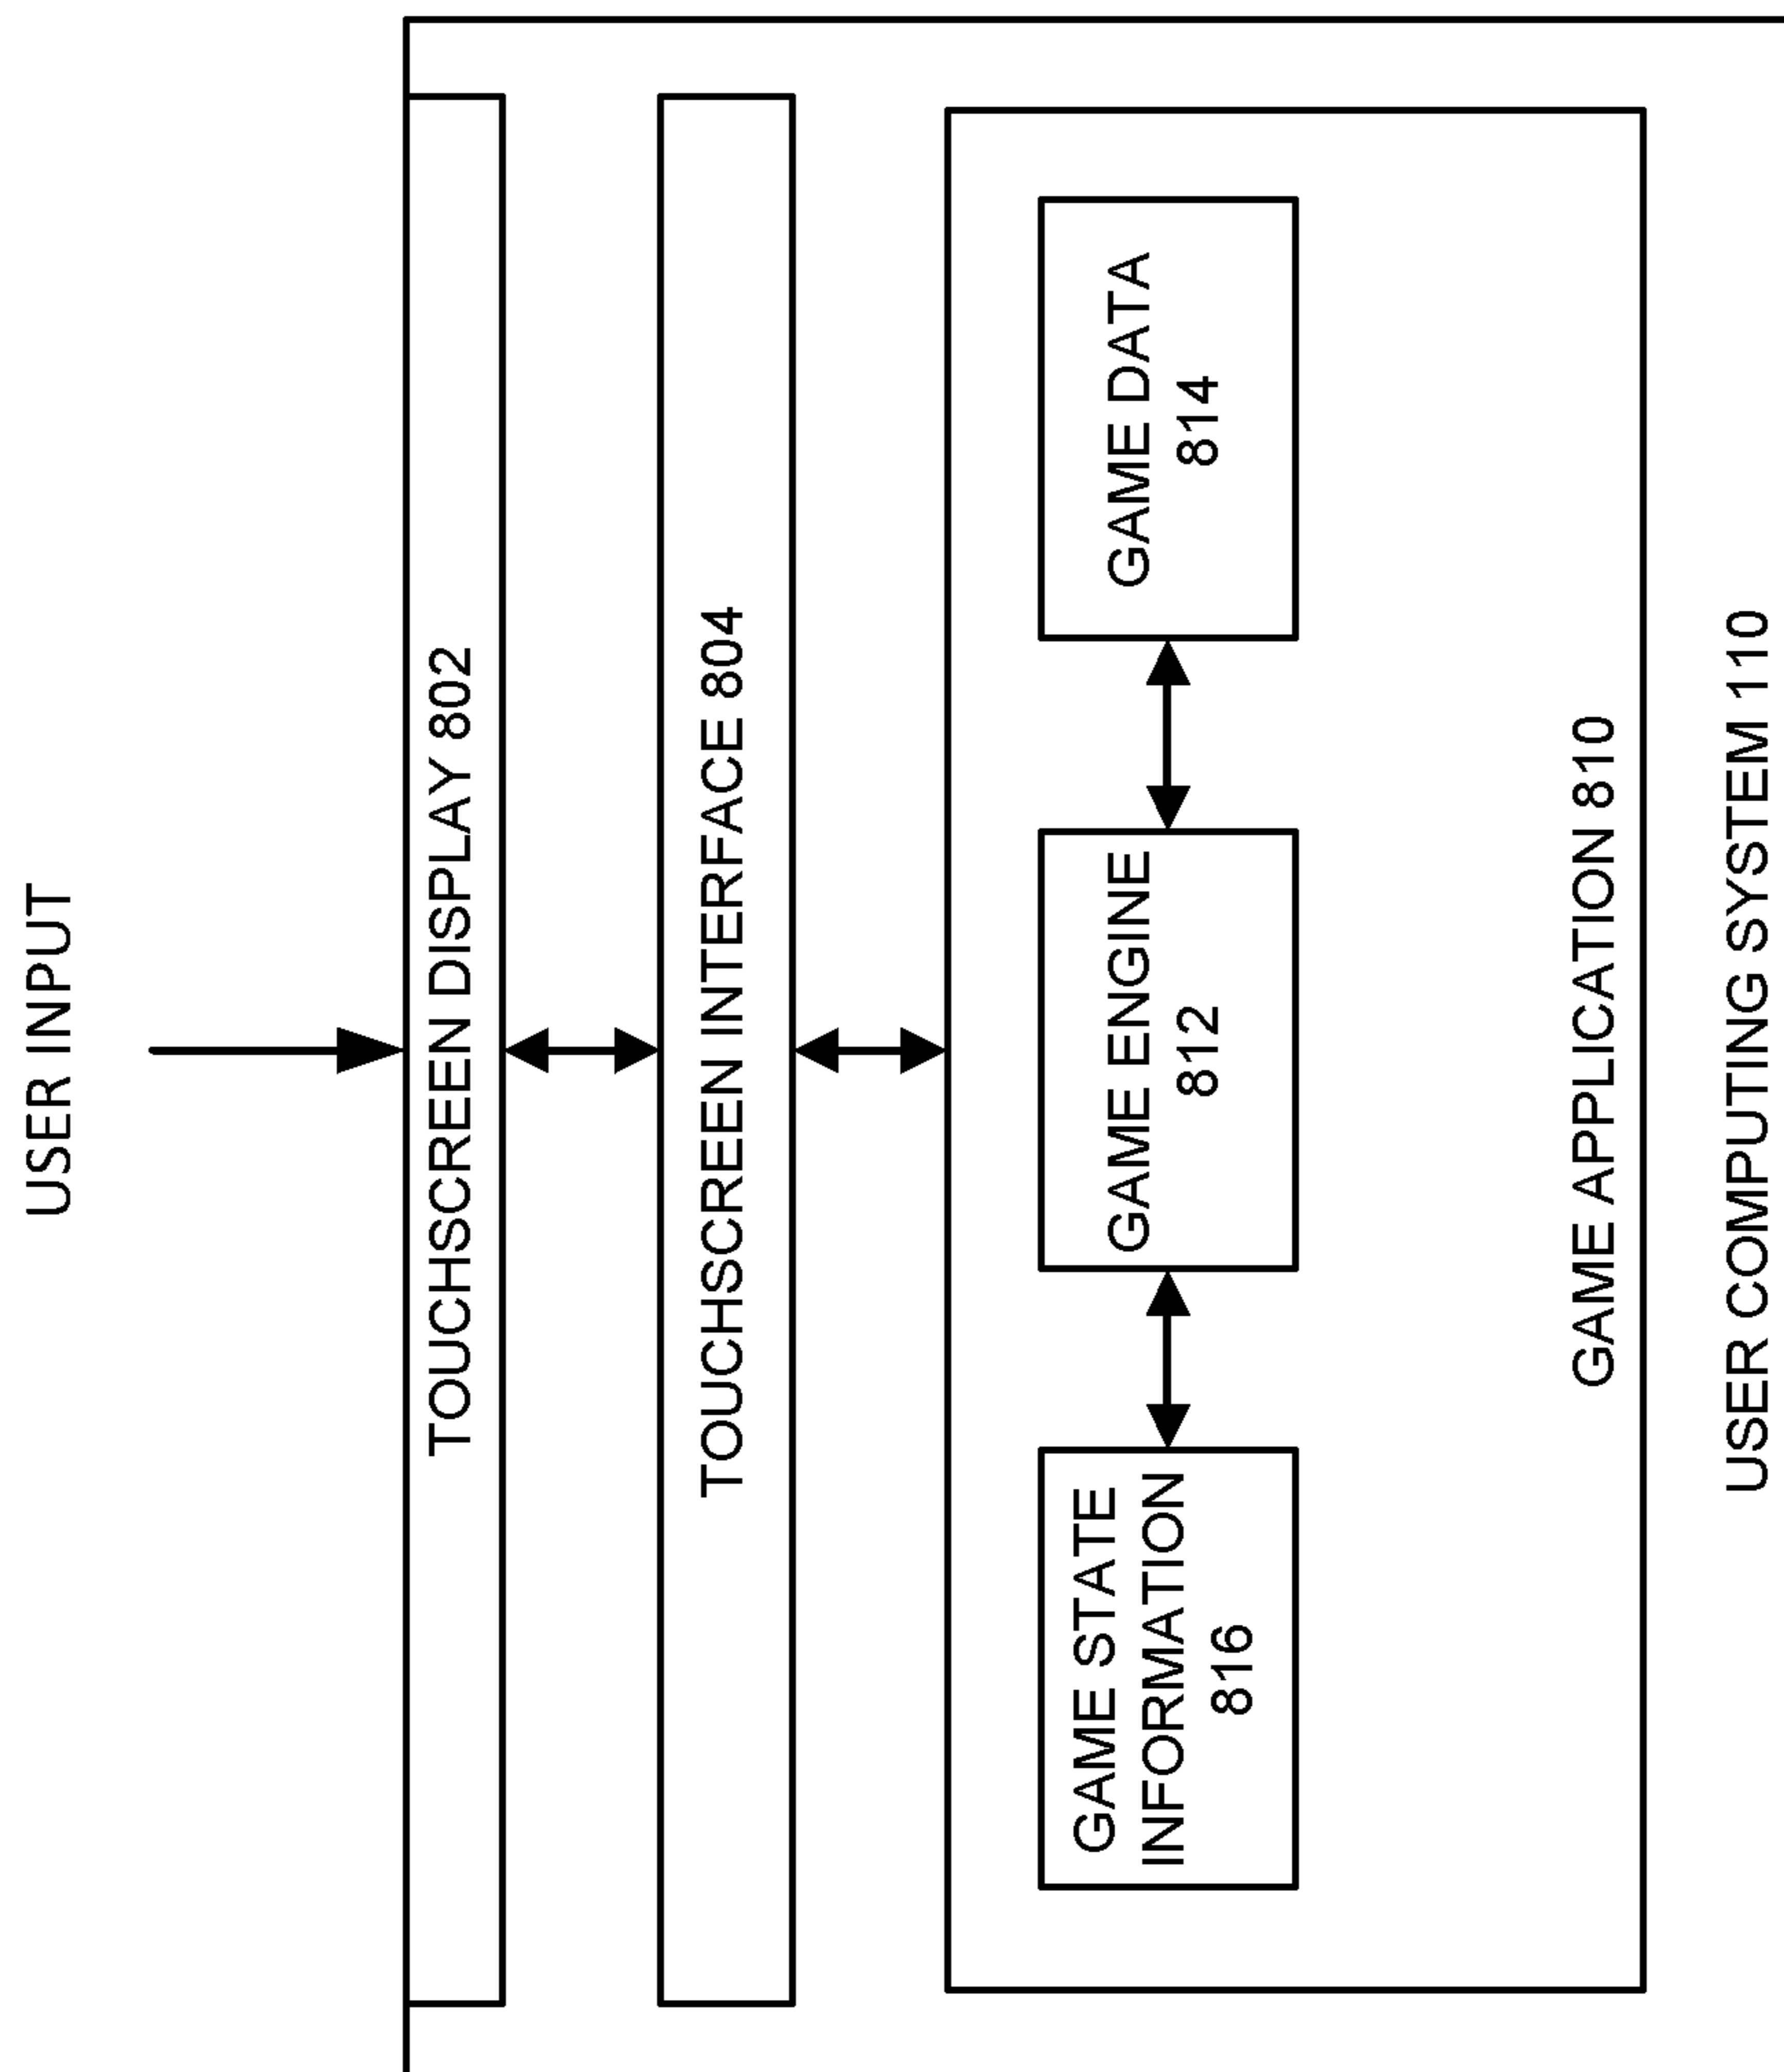 USER INPUT
TOUCHSCREEN DISPLAY 802
TOUCHSCREEN INTERFACE 804
GAME STATE
INFORMATION
816
GAME ENGINE
812
GAME DATA
814
GAME APPLICATION 810
USER COMPUTING SYSTEM 110